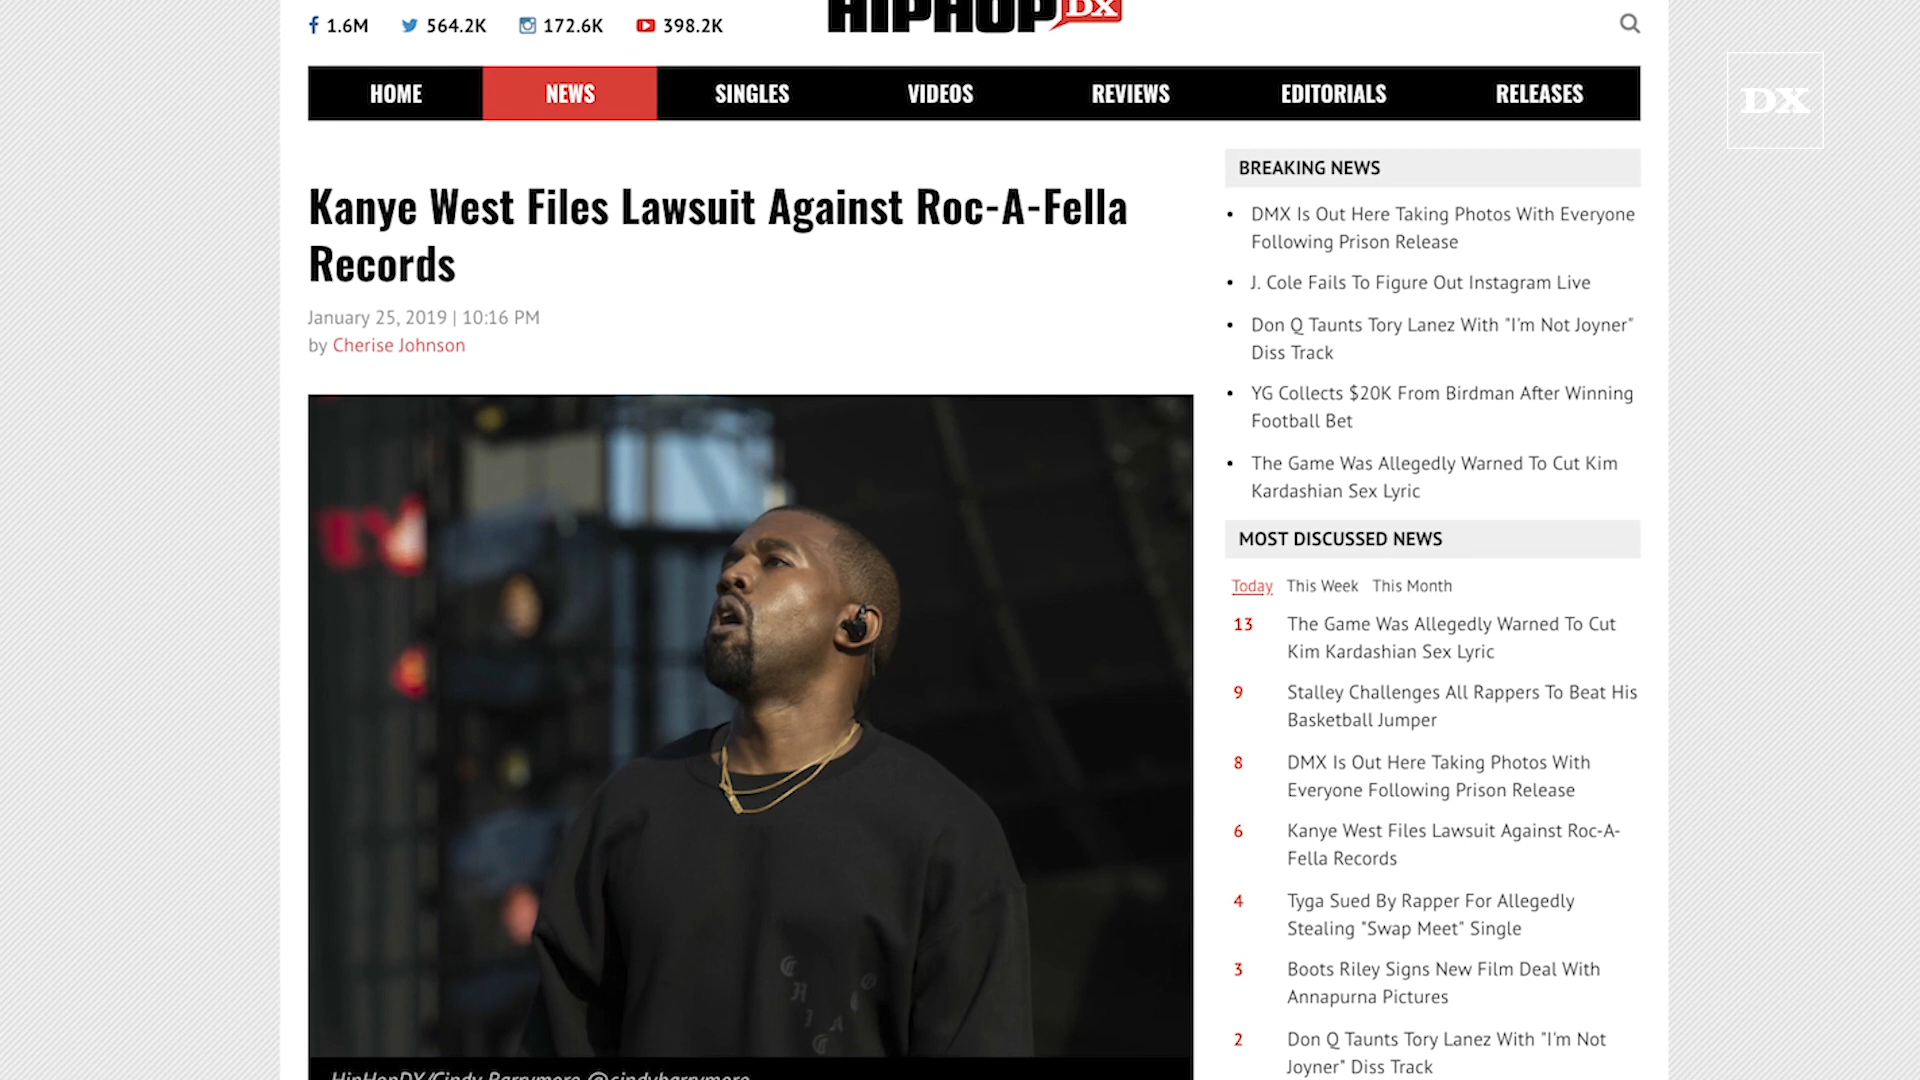 1.6M 564.2K 172.6K 398.2K
HIPHOPDX
HOME NEWS SINGLES VIDEOS REVIEWS EDITORIALS RELEASES
DX
Kanye West Files Lawsuit Against Roc-A-Fella
Records
January 25, 2019 | 10:16 PM
by Cherise Johnson
CHICAGO
HipHopDX/Cindy Barrymore @cindybarrymore
BREAKING NEWS
• DMX Is Out Here Taking Photos With Everyone
Following Prison Release
• J. Cole Fails To Figure Out Instagram Live
• Don Q Taunts Tory Lanez With "I'm Not Joyner"
Diss Track
• YG Collects $20K From Birdman After Winning
Football Bet
• The Game Was Allegedly Warned To Cut Kim
Kardashian Sex Lyric
MOST DISCUSSED NEWS
Today This Week This Month
13 The Game Was Allegedly Warned To Cut
Kim Kardashian Sex Lyric
9 Stalley Challenges All Rappers To Beat His
Basketball Jumper
8 DMX Is Out Here Taking Photos With
Everyone Following Prison Release
6 Kanye West Files Lawsuit Against Roc-A-
Fella Records
4 Tyga Sued By Rapper For Allegedly
Stealing "Swap Meet" Single
3 Boots Riley Signs New Film Deal With
Annapurna Pictures
2 Don Q Taunts Tory Lanez With "I'm Not
Joyner" Diss Track